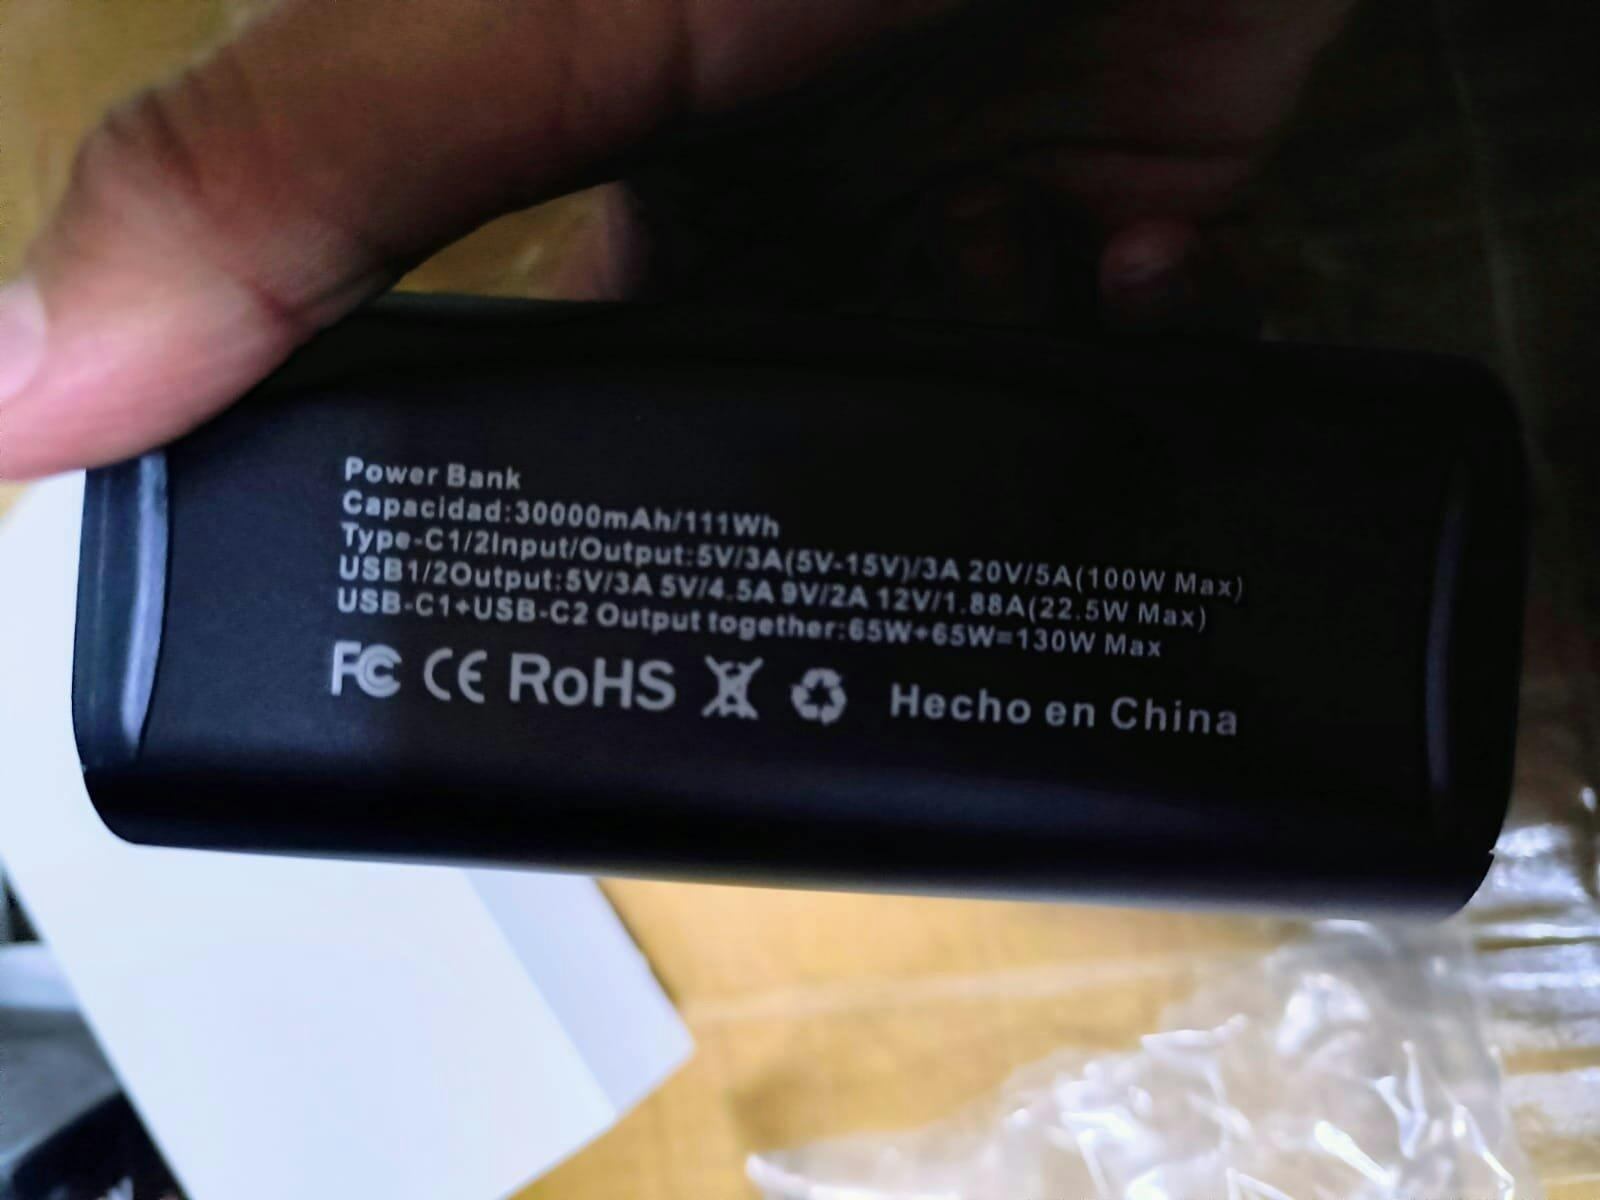 Power Bank
Capacidad:30000mAh/111Wh
Type-C1/2Input/Output:5V/3A(5V-15V)/3A 20V/5A(100W Max)
USB1/2Output:5V/3A 5V/4.5A 9V/2A 12V/1.88A(22.5W Max)
USB-C1+USB-C2 Output together:65W+65W=130W Max
FC CE RoHS Hecho en China